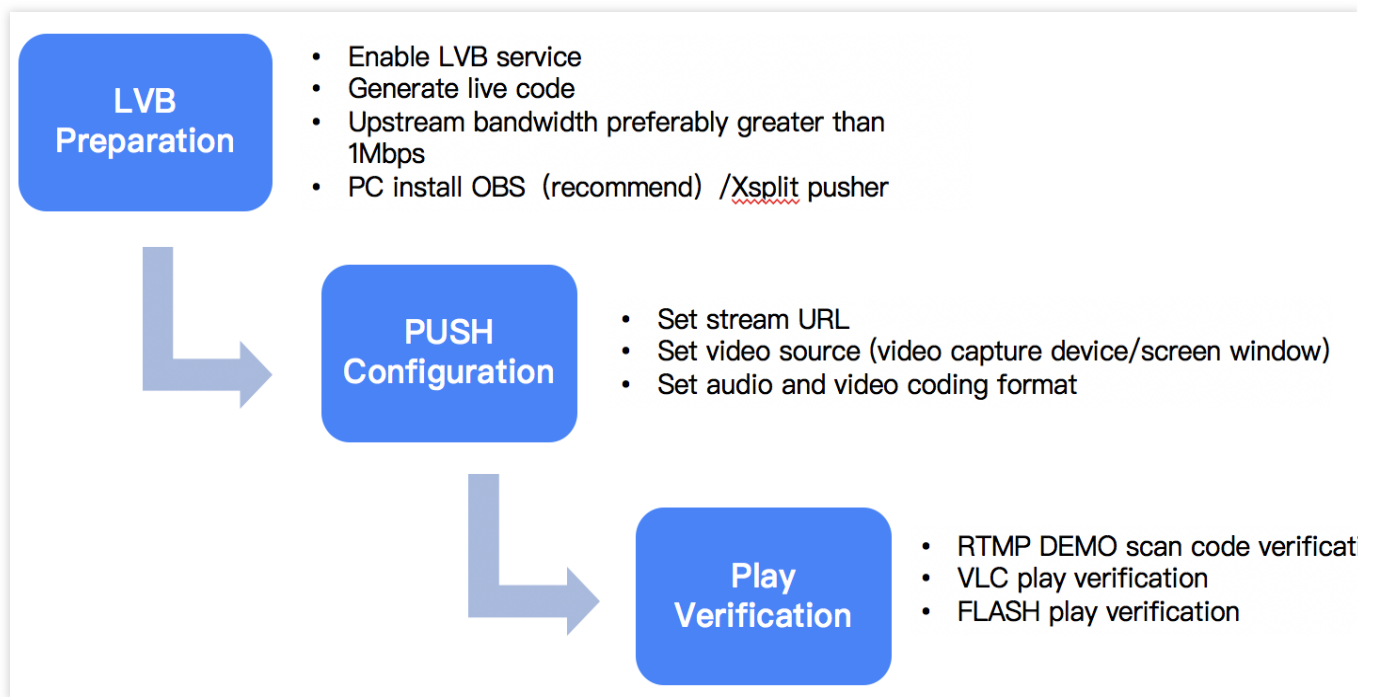 LVB
Preparation
• Enable LVB service
• Generate live code
• Upstream bandwidth preferably greater than
1Mbps
• PC install OBS（recommend）/Xsplit pusher
PUSH
Configuration
• Set stream URL
• Set video source (video capture device/screen window)
• Set audio and video coding format
Play
Verification
• RTMP DEMO scan code
• VLC play verification
• FLASH play verification